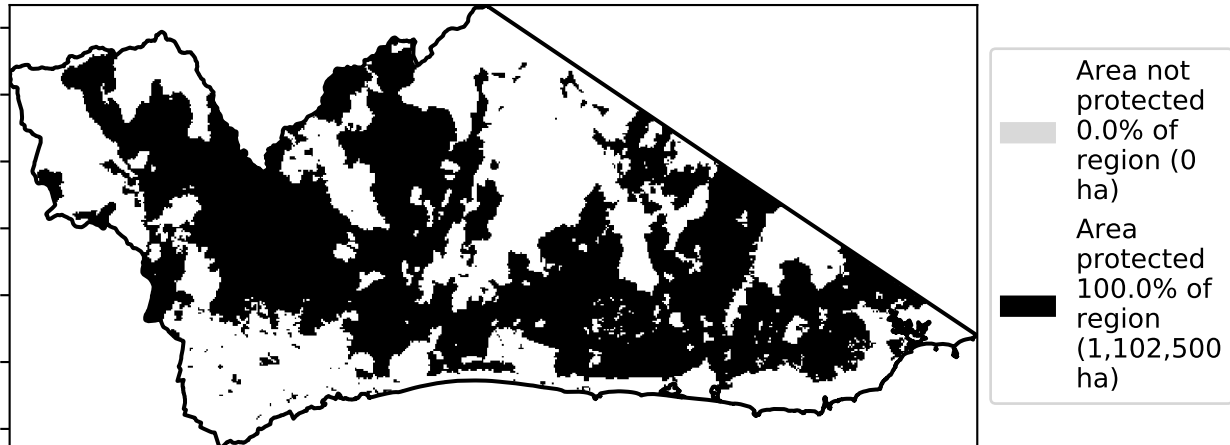 Area not
protected
0.0% of
region (0
ha)
Area
protected
100.0% of
region
(1,102,500
ha)